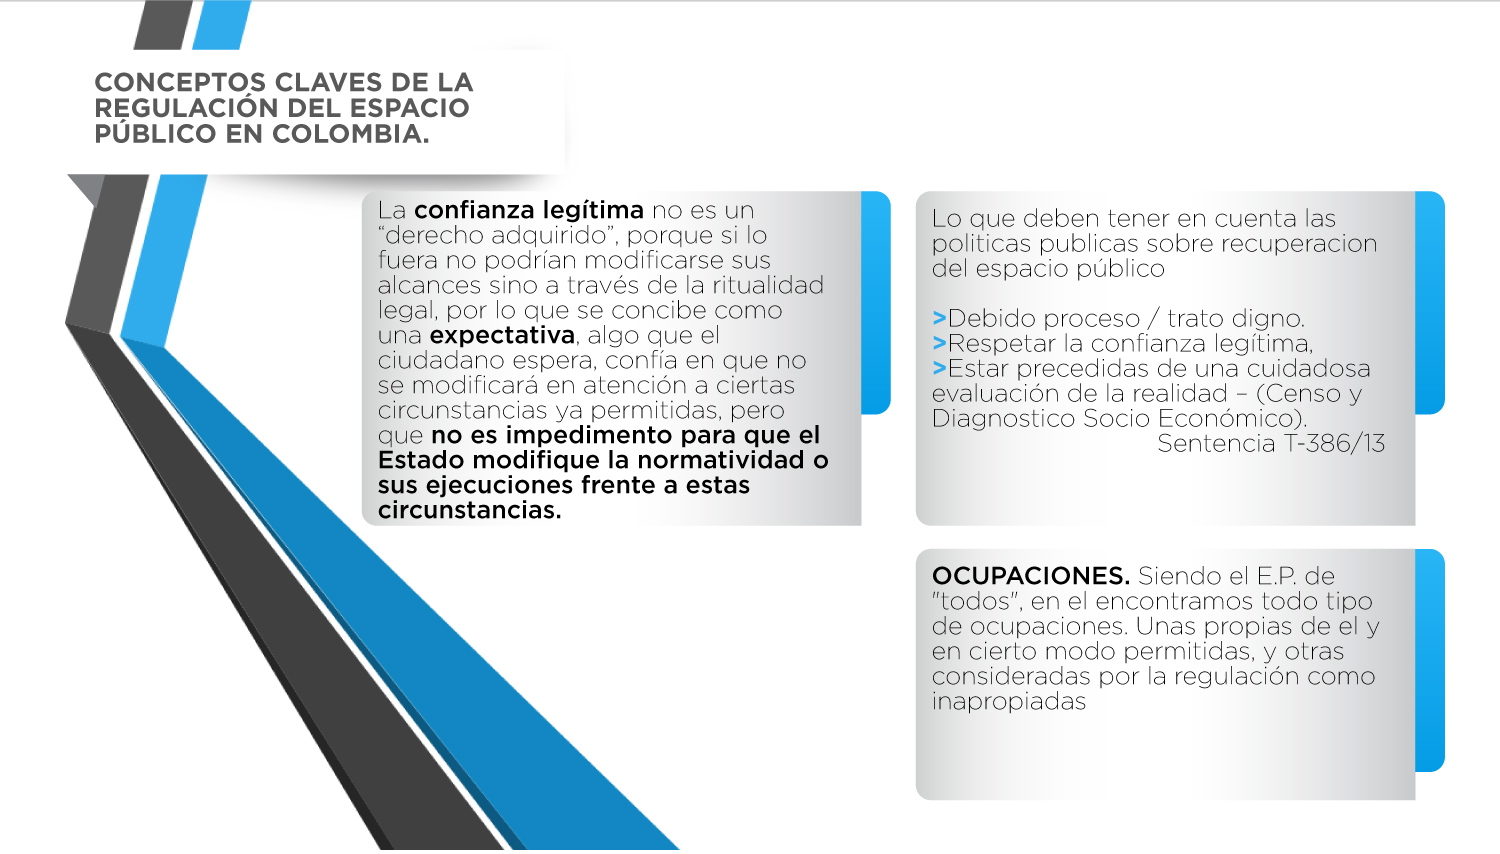 CONCEPTOS CLAVES DE LA
REGULACIÓN DEL ESPACIO
PÚBLICO EN COLOMBIA.
La confianza legítima no es un
“derecho adquirido”, porque si lo
fuera no podrían modificarse sus
alcances sino a través de la ritualidad
legal, por lo que se concibe como
una expectativa, algo que el
ciudadano espera, confía en que no
se modificará en atención a ciertas
circunstancias ya permitidas, pero
que no es impedimento para que el
Estado modifique la normatividad o
sus ejecuciones frente a estas
circunstancias.
Lo que deben tener en cuenta las
politicas publicas sobre recuperacion
del espacio público
>Debido proceso / trato digno.
>Respetar la confianza legítima,
>Estar precedidas de una cuidadosa
evaluación de la realidad – (Censo y
Diagnostico Socio Económico).
Sentencia T-386/13
OCUPACIONES. Siendo el E.P. de
"todos", en el encontramos todo tipo
de ocupaciones. Unas propias de el y
en cierto modo permitidas, y otras
consideradas por la regulación como
inapropiadas